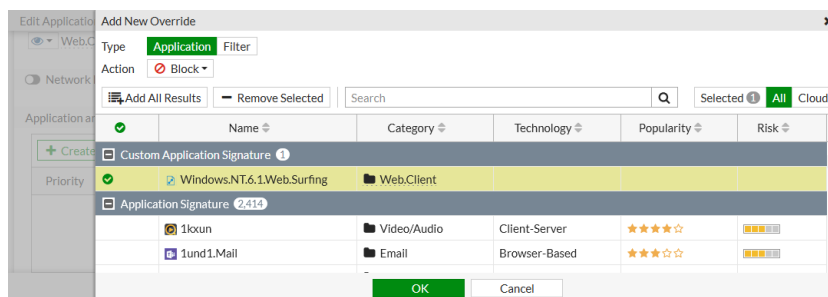 Edit Applicatio
Add New Override
Web.C
Type Application Filter
Action Block
Network
Add All Results Remove Selected Search Selected 1 All Cloud
Application an
Name Category Technology Popularity Risk
+ Create
Custom Application Signature 1
Priority
Windows.NT.6.1.Web.Surfing Web.Client
Application Signature 2,414
1kxun Video/Audio Client-Server
1und1.Mail Email Browser-Based
OK Cancel